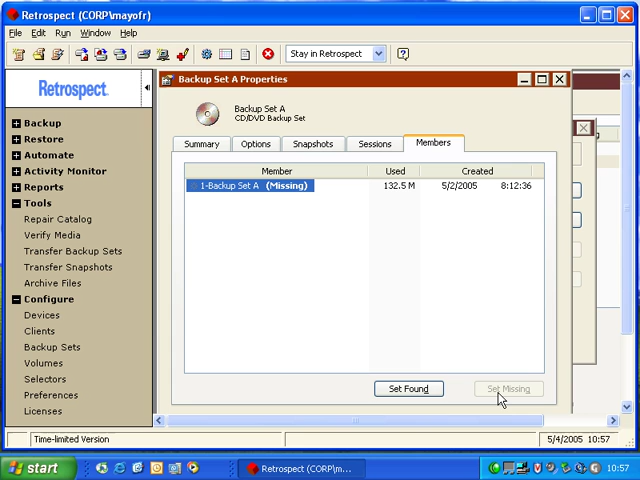 Retrospect (CORP\mayofr)
File Edit Run Window Help
Stay in Retrospect
Retrospect.
Backup
Restore
Automate
Activity Monitor
Reports
Tools
Repair Catalog
Verify Media
Transfer Backup Sets
Transfer Snapshots
Archive Files
Configure
Devices
Clients
Backup Sets
Volumes
Selectors
Preferences
Licenses
Backup Set A Properties
Backup Set A
CD/DVD Backup Set
Summary Options Snapshots Sessions Members
Member Used Created
1-Backup Set A (Missing) 132.5 M 5/2/2005 8:12:36
Set Found Set Missing
Time-limited Version 5/4/2005 10:57
start Retrospect (CORP\m... 10:57